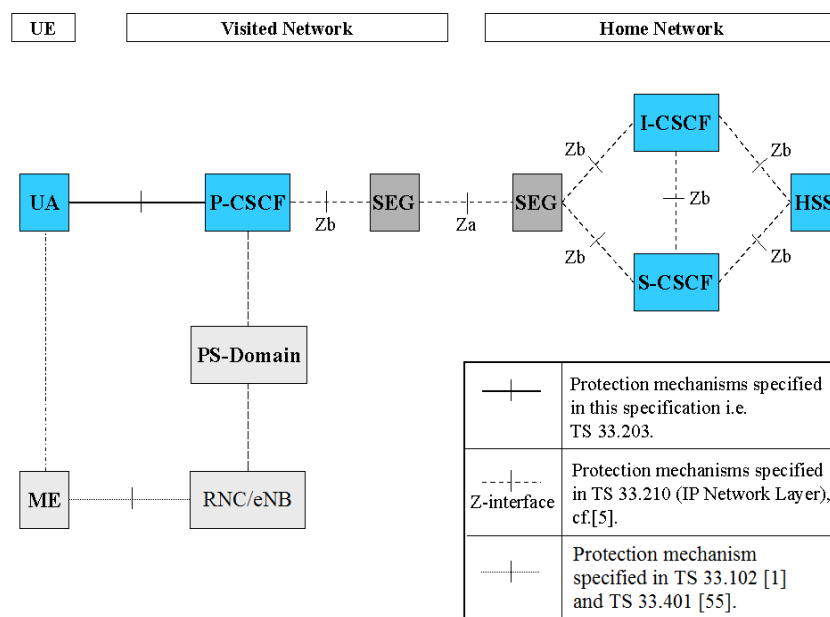 UE
Visited Network
Home Network
I-CSCF
Zb
Zb
UA
P-CSCF
SEG
SEG
Zb
HSS
Zb
Za
Zb
Zb
S-CSCF
PS-Domain
ME
RNC/eNB
Protection mechanisms specified
in this specification i.e.
TS 33.203.
Z-interface
Protection mechanisms specified
in TS 33.210 (IP Network Layer),
cf.[5].
Protection mechanism
specified in TS 33.102 [1]
and TS 33.401 [55].